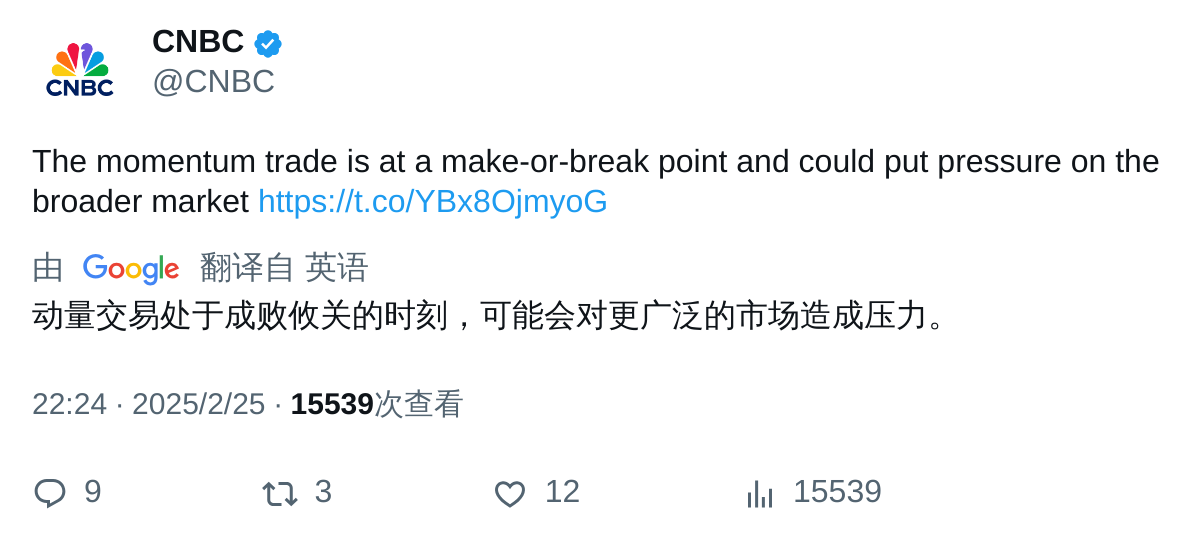 CNBC
CNBC
@CNBC
The momentum trade is at a make-or-break point and could put pressure on the
broader market https://t.co/YBx8OjmyoG
由 Google 翻译自 英语
动量交易处于成败攸关的时刻，可能会对更广泛的市场造成压力。
22:24 · 2025/2/25 · 15539次查看
9 3 12 15539